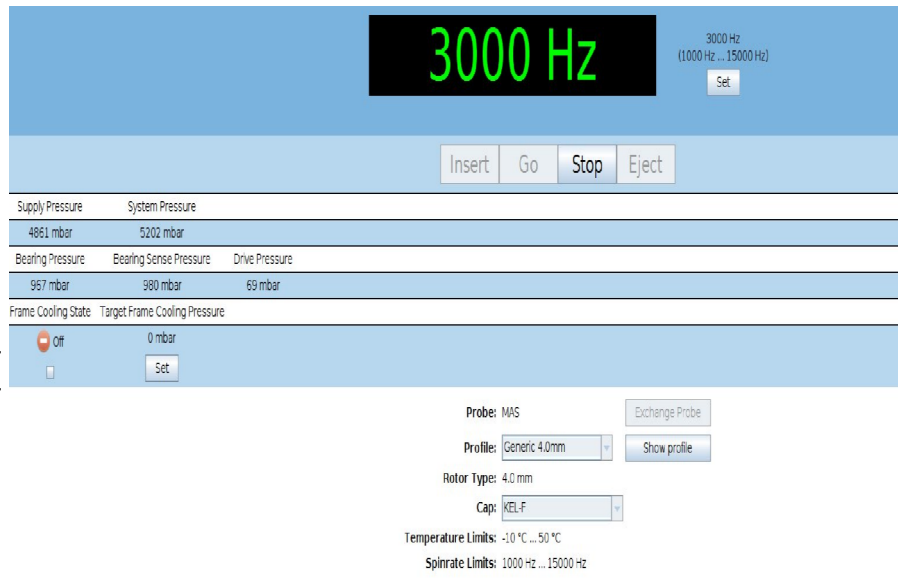 3000 Hz
3000 Hz
(1000 Hz ... 15000 Hz)
Set
Insert Go Stop Eject
Supply Pressure System Pressure
4861 mbar 5202 mbar
Bearing Pressure Bearing Sense Pressure Drive Pressure
967 mbar 980 mbar 69 mbar
Frame Cooling State Target Frame Cooling Pressure
Off 0 mbar
Set
Probe: MAS Exchange Probe
Profile: Generic 4.0mm Show profile
Rotor Type: 4.0 mm
Cap: KEL-F
Temperature Limits: -10 °C ... 50 °C
Spinrate Limits: 1000 Hz ... 15000 Hz